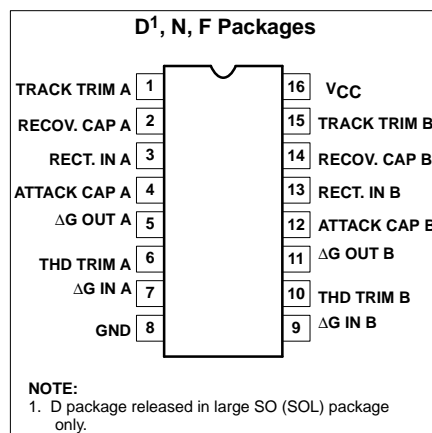 D1, N, F Packages
TRACK TRIM A 1
RECOV. CAP A 2
RECT. IN A 3
ATTACK CAP A 4
ΔG OUT A 5
THD TRIM A 6
ΔG IN A 7
GND 8
16 VCC
15 TRACK TRIM B
14 RECOV. CAP B
13 RECT. IN B
12 ATTACK CAP B
11 ΔG OUT B
10 THD TRIM B
9 ΔG IN B
NOTE:
1. D package released in large SO (SOL) package
only.